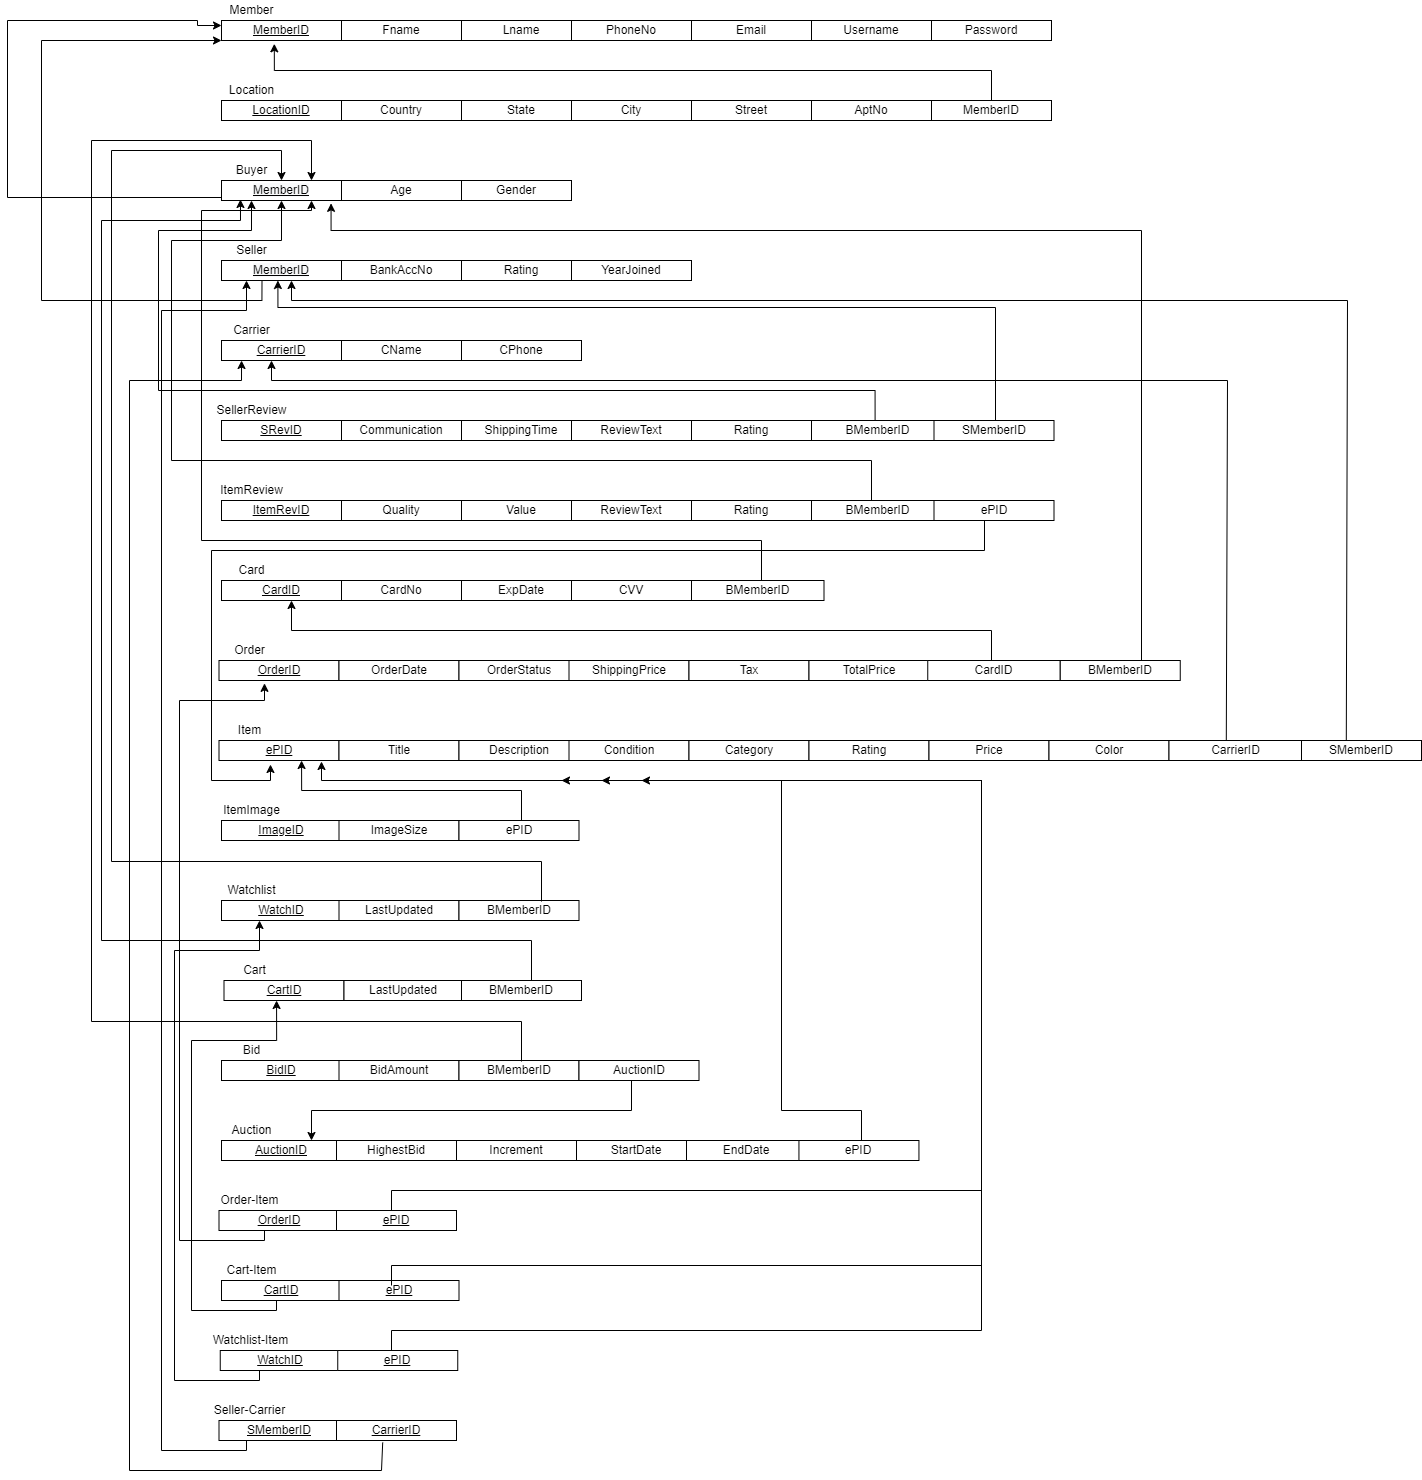 Member
MemberID Fname Lname PhoneNo Email Username Password
Location
LocationID Country State City Street AptNo MemberID
Buyer
MemberID Age Gender
Seller
MemberID BankAccNo Rating YearJoined
Carrier
CarrierID CName CPhone
SellerReview
SRevID Communication ShippingTime ReviewText Rating BMemberID SMemberID
ItemReview
ItemRevID Quality Value ReviewText Rating BMemberID ePID
Card
CardID CardNo ExpDate CVV BMemberID
Order
OrderID OrderDate OrderStatus ShippingPrice Tax TotalPrice CardID BMemberID
Item
ePID Title Description Condition Category Rating Price Color CarrierID SMemberID
ItemImage
ImageID ImageSize ePID
Watchlist
WatchID LastUpdated BMemberID
Cart
CartID LastUpdated BMemberID
Bid
BidID BidAmount BMemberID AuctionID
Auction
AuctionID HighestBid Increment StartDate EndDate ePID
Order-Item
OrderID ePID
Cart-Item
CartID ePID
Watchlist-Item
WatchID ePID
Seller-Carrier
SMemberID CarrierID